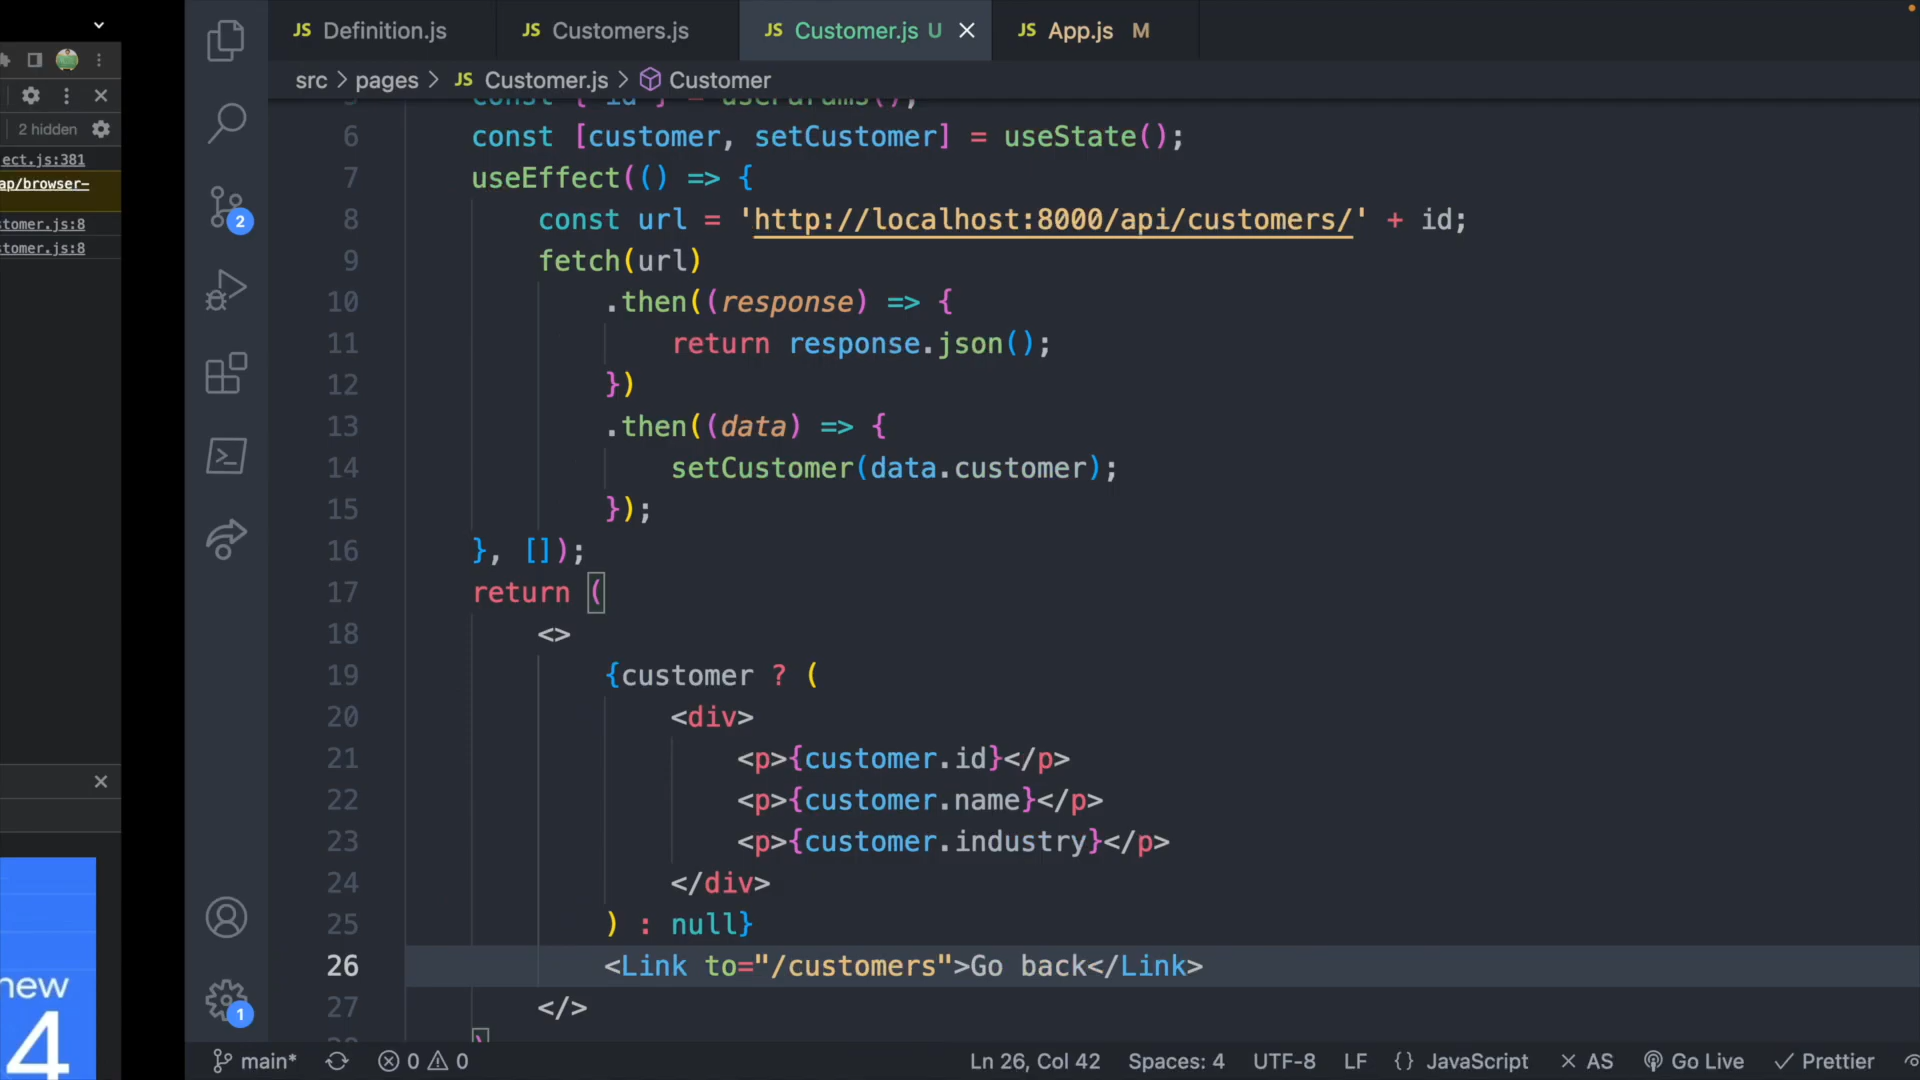 JS Definition.js
JS Customers.js
JS Customer.js U
JS App.js M
src > pages > JS Customer.js > Customer
2 hidden
ect.js:381
ap/browser-
tomer.js:8
tomer.js:8
new
4
5 const { id } = useParams();
6 const [customer, setCustomer] = useState();
7 useEffect(() => {
8 const url = 'http://localhost:8000/api/customers/' + id;
9 fetch(url)
10 .then((response) => {
11 return response.json();
12 })
13 .then((data) => {
14 setCustomer(data.customer);
15 });
16 }, []);
17 return (
18 <>
19 {customer ? (
20 <div>
21 <p>{customer.id}</p>
22 <p>{customer.name}</p>
23 <p>{customer.industry}</p>
24 </div>
25 ) : null}
26 <Link to="/customers">Go back</Link>
27 </>
2
1
main* 0 0 Ln 26, Col 42 Spaces: 4 UTF-8 LF {} JavaScript AS Go Live Prettier